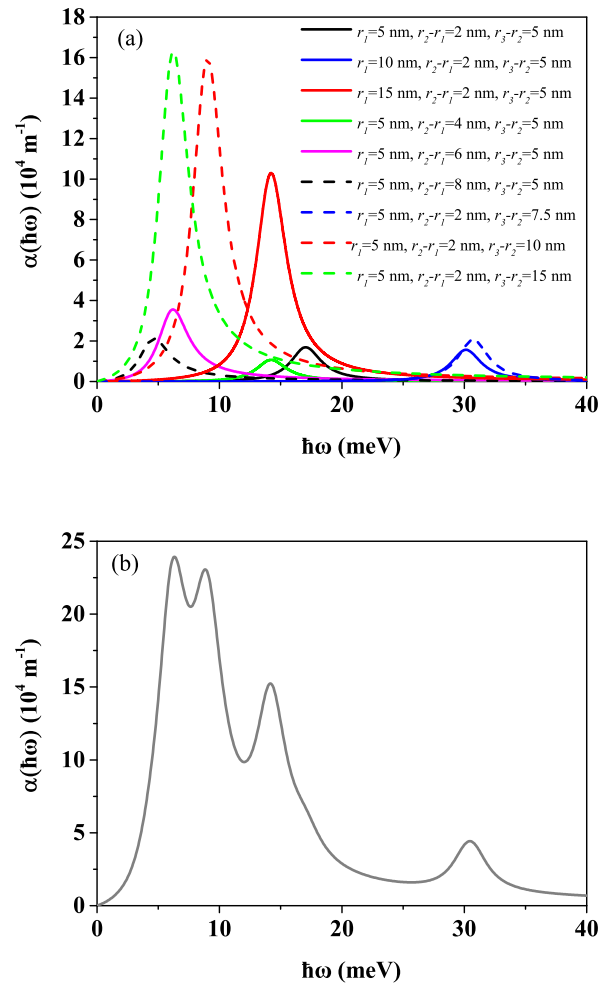 (a)
18
16
14
12
10
8
6
4
2
0
α(ħω) (10⁴ m⁻¹)
r₁=5 nm, r₂-r₁=2 nm, r₃-r₂=5 nm
r₁=10 nm, r₂-r₁=2 nm, r₃-r₂=5 nm
r₁=15 nm, r₂-r₁=2 nm, r₃-r₂=5 nm
r₁=5 nm, r₂-r₁=4 nm, r₃-r₂=5 nm
r₁=5 nm, r₂-r₁=6 nm, r₃-r₂=5 nm
r₁=5 nm, r₂-r₁=8 nm, r₃-r₂=5 nm
r₁=5 nm, r₂-r₁=2 nm, r₃-r₂=7.5 nm
r₁=5 nm, r₂-r₁=2 nm, r₃-r₂=10 nm
r₁=5 nm, r₂-r₁=2 nm, r₃-r₂=15 nm
0 10 20 30 40
ħω (meV)
(b)
25
20
15
10
5
0
α(ħω) (10⁴ m⁻¹)
0 10 20 30 40
ħω (meV)